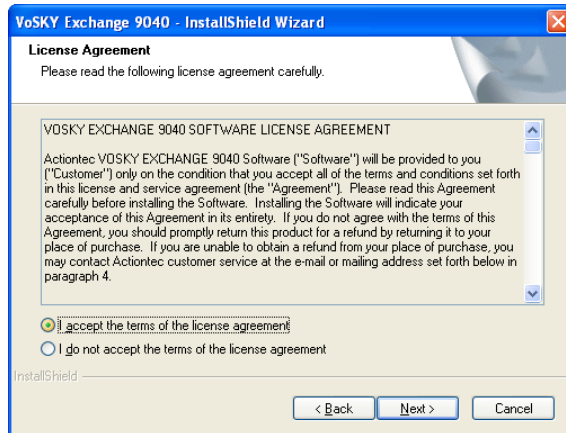 VoSKY Exchange 9040 - InstallShield Wizard
License Agreement
Please read the following license agreement carefully.
VOSKY EXCHANGE 9040 SOFTWARE LICENSE AGREEMENT
Actiontec VOSKY EXCHANGE 9040 Software ("Software") will be provided to you
("Customer") only on the condition that you accept all of the terms and conditions set forth
in this license and service agreement (the "Agreement"). Please read this Agreement
carefully before installing the Software. Installing the Software will indicate your
acceptance of this Agreement in its entirety. If you do not agree with the terms of this
Agreement, you should promptly return this product for a refund by returning it to your
place of purchase. If you are unable to obtain a refund from your place of purchase, you
may contact Actiontec customer service at the e-mail or mailing address set forth below in
paragraph 4.
I accept the terms of the license agreement
I do not accept the terms of the license agreement
InstallShield
< Back
Next >
Cancel